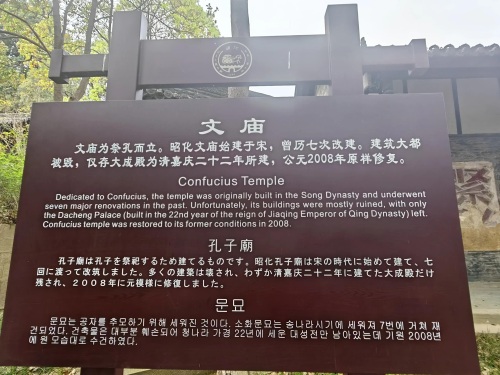 文庙
文庙为祭孔而立。昭化文庙始建于宋，曾历七次改建。建筑大都
被毁，仅存大成殿为清嘉庆二十二年所建，公元2008年原样修复。
Confucius Temple
Dedicated to Confucius, the temple was originally built in the Song Dynasty and underwent
seven major renovations in the past. Unfortunately, its buildings were mostly ruined, with only
the Dacheng Palace (built in the 22nd year of the reign of Jiaqing Emperor of Qing Dynasty) left.
Confucius temple was restored to its former conditions in 2008.
孔子廟
孔子廟は孔子を祭祀するため建てるものです。昭化孔子廟は宋の時代に始めて建て、七
回に渡って改筑しました。多くの建築は壊され、わずか清嘉庆二十二年に建てた大成殿だけ
残され、２００８年に元模様に修復しました。
문묘
문묘는 공자를 추모하기 위해 세워진 것이다. 소화문묘는 송나라시기에 세워져 7번에 거쳐 재
건되었다. 건축물은 대부분 훼손되어 청나라 가경 22년에 세운 대성전만 남아있는데 기원 2008년
에 원 모습대로 수건하였다.